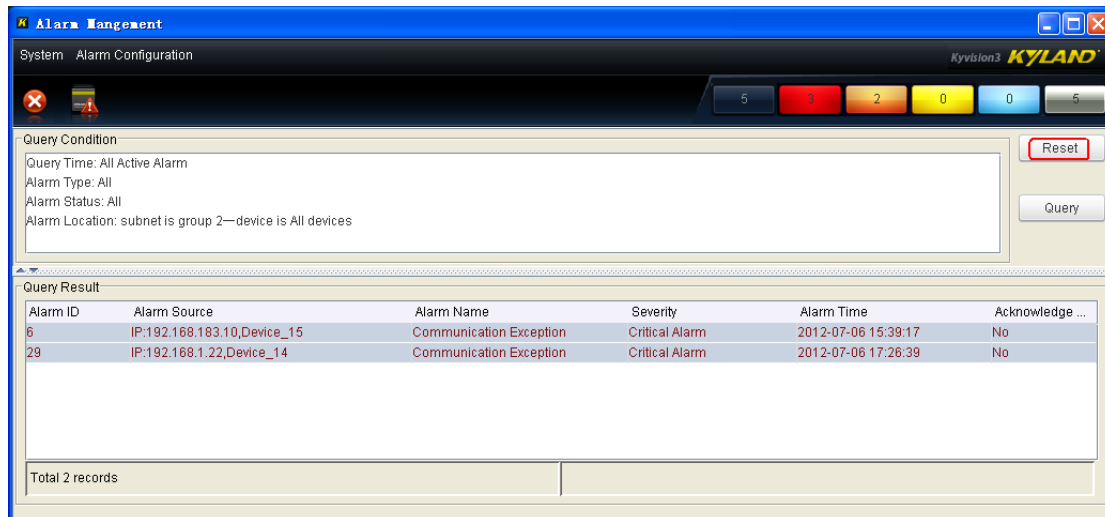 Alarm Mangement
System Alarm Configuration Kyvision3 KYLAND
5 3 2 0 0 5
Query Condition
Query Time: All Active Alarm
Alarm Type: All
Alarm Status: All
Alarm Location: subnet is group 2—device is All devices
Reset
Query
Query Result
Alarm ID Alarm Source Alarm Name Severity Alarm Time Acknowledge ...
6 IP:192.168.183.10,Device_15 Communication Exception Critical Alarm 2012-07-06 15:39:17 No
29 IP:192.168.1.22,Device_14 Communication Exception Critical Alarm 2012-07-06 17:26:39 No
Total 2 records